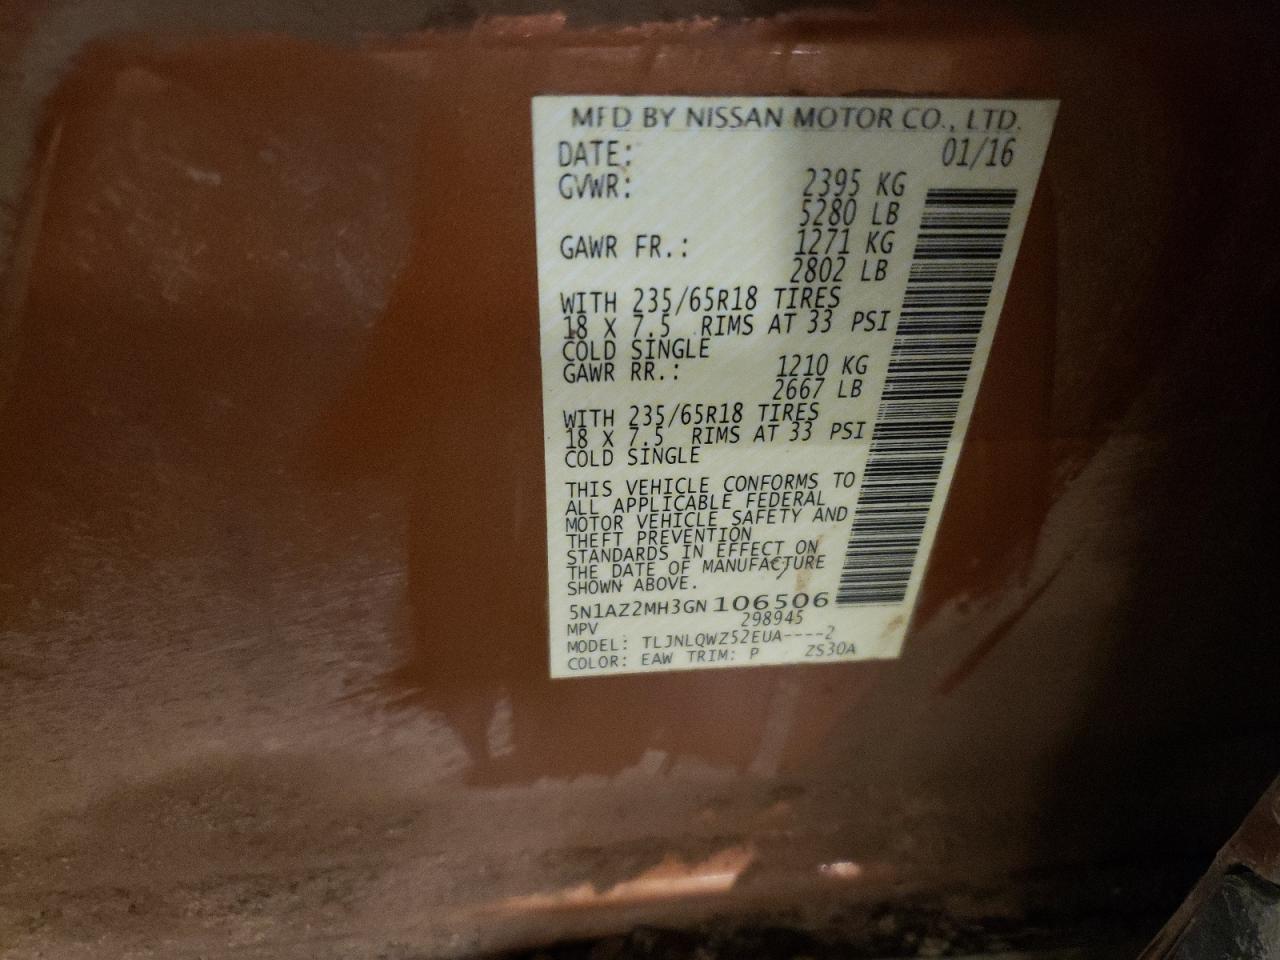 MFD BY NISSAN MOTOR CO., LTD.
DATE: 01/16
GVWR: 2395 KG
5280 LB
GAWR FR.: 1271 KG
2802 LB
WITH 235/65R18 TIRES
18 X 7.5 RIMS AT 33 PSI
COLD SINGLE
GAWR RR.: 1210 KG
2667 LB
WITH 235/65R18 TIRES
18 X 7.5 RIMS AT 33 PSI
COLD SINGLE
THIS VEHICLE CONFORMS TO
ALL APPLICABLE FEDERAL
MOTOR VEHICLE SAFETY AND
THEFT PREVENTION
STANDARDS IN EFFECT ON
THE DATE OF MANUFACTURE
SHOWN ABOVE.
5N1AZ2MH3GN106506
MPV 298945
MODEL: TLJNLQWZ52EUA----2
COLOR: EAW TRIM: P ZS30A